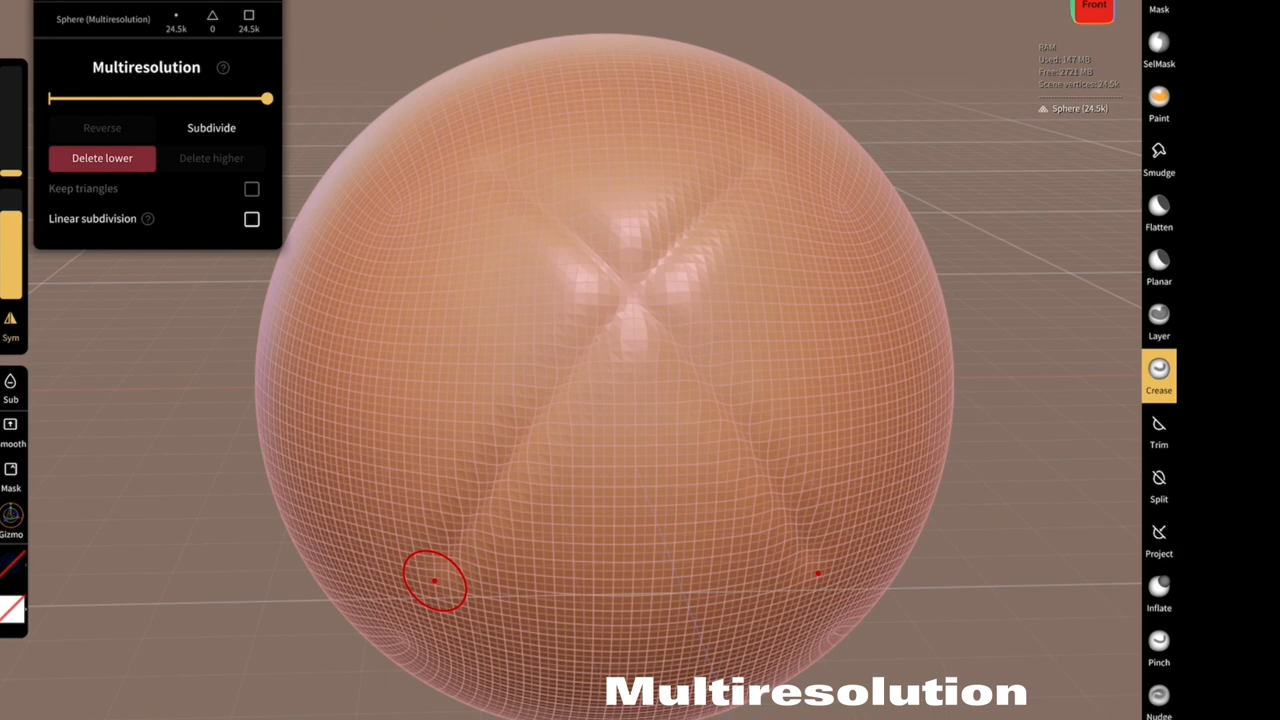 Sphere (Multiresolution)
24.5k
0
24.5k
Multiresolution ?
Reverse
Subdivide
Delete lower
Delete higher
Keep triangles
Linear subdivision ?
Sym
Sub
mooth
Mask
Gizmo
Front
RAM
Used: 147 MB
Free: 2721 MB
Scene vertices: 24.5k
Sphere (24.5k)
Mask
SelMask
Paint
Smudge
Flatten
Planar
Layer
Crease
Trim
Split
Project
Inflate
Pinch
Nudge
Multiresolution